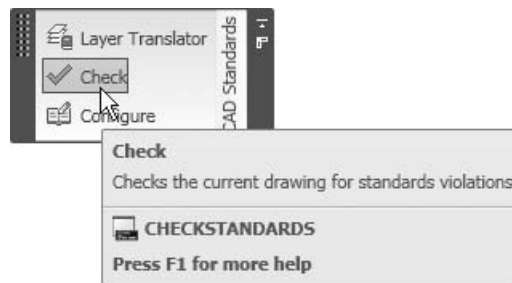 Layer Translator
Check
Configure
CAD Standards
Check
Checks the current drawing for standards violations
CHECKSTANDARDS
Press F1 for more help